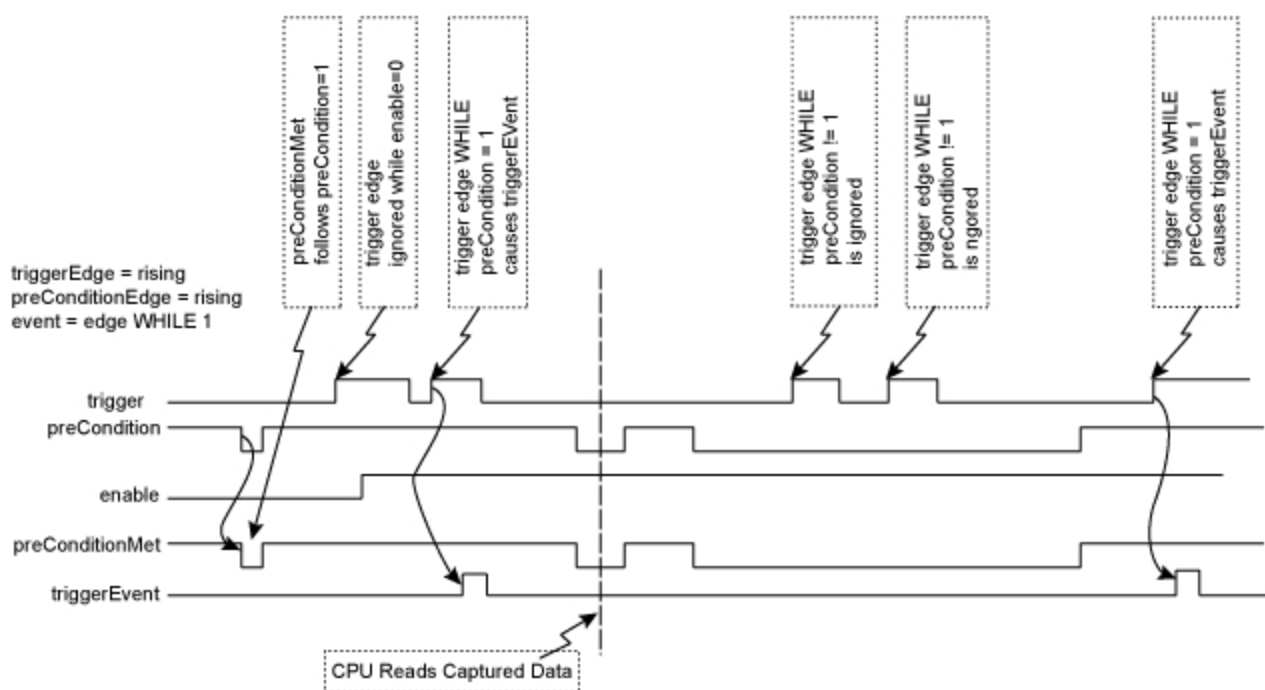 preConditionMet
follows preCondition=1
trigger edge
ignored while enable=0
trigger edge WHILE
preCondition = 1
causes triggerEVent
trigger edge WHILE
preCondition != 1
is ignored
trigger edge WHILE
preCondition != 1
is ngored
trigger edge WHILE
preCondition = 1
causes triggerEvent
triggerEdge = rising
preConditionEdge = rising
event = edge WHILE 1
trigger
preCondition
enable
preConditionMet
triggerEvent
CPU Reads Captured Data